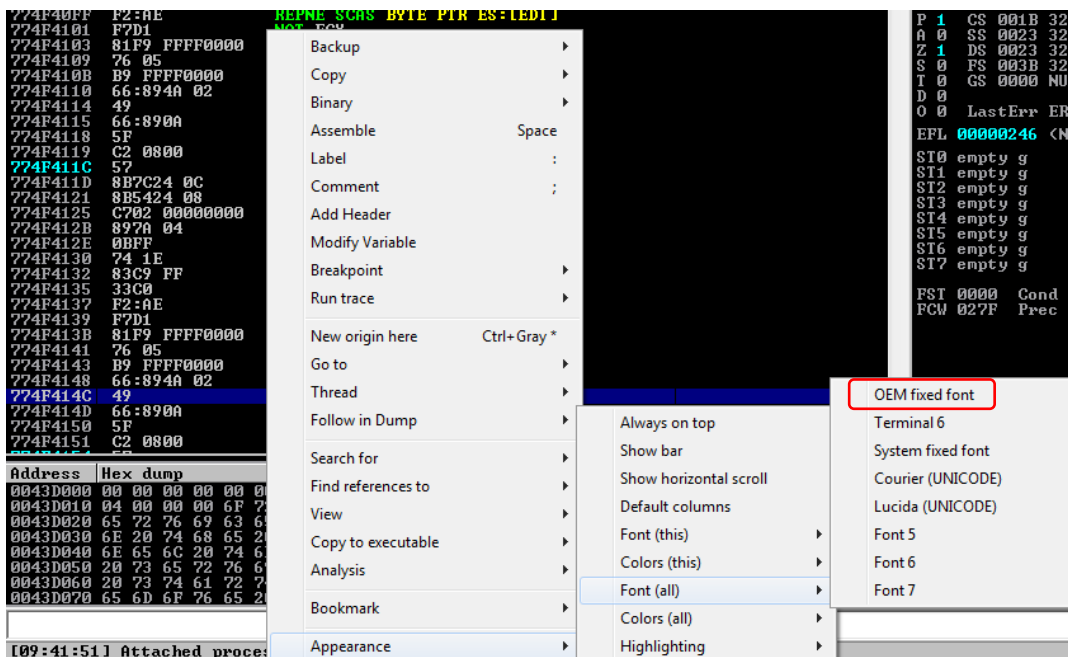 774F40FF F2:AE REPNE SCAS BYTE PTR ES:[EDI]
774F4101 F7D1 NOT ECX
774F4103 81F9 FFFF0000
774F4109 76 05
774F410B B9 FFFF0000
774F4110 66:894A 02
774F4114 49
774F4115 66:890A
774F4118 5F
774F4119 C2 0800
774F411C 57
774F411D 8B7C24 0C
774F4121 8B5424 08
774F4125 C702 00000000
774F412B 897A 04
774F412E 0BFF
774F4130 74 1E
774F4132 83C9 FF
774F4135 33C0
774F4137 F2:AE
774F4139 F7D1
774F413B 81F9 FFFF0000
774F4141 76 05
774F4143 B9 FFFF0000
774F4148 66:894A 02
774F414C 49
774F414D 66:890A
774F4150 5F
774F4151 C2 0800
Address Hex dump
0043D000 00 00 00 00 00
0043D010 04 00 00 00 6F
0043D020 65 72 76 69 63
0043D030 6E 20 74 68 65
0043D040 6E 65 6C 20 74
0043D050 20 73 65 72 76
0043D060 20 73 74 61 72
0043D070 65 6D 6F 76 65
[09:41:51] Attached proces
Backup
Copy
Binary
Assemble Space
Label :
Comment ;
Add Header
Modify Variable
Breakpoint
Run trace
New origin here Ctrl+Gray *
Go to
Thread
Follow in Dump
Search for
Find references to
View
Copy to executable
Analysis
Bookmark
Appearance
Always on top
Show bar
Show horizontal scroll
Default columns
Font (this)
Colors (this)
Font (all)
Colors (all)
Highlighting
OEM fixed font
Terminal 6
System fixed font
Courier (UNICODE)
Lucida (UNICODE)
Font 5
Font 6
Font 7
P 1 CS 001B 32
A 0 SS 0023 32
Z 1 DS 0023 32
S 0 FS 003B 32
T 0 GS 0000 NU
D 0
O 0 LastErr ER
EFL 00000246 (N
ST0 empty g
ST1 empty g
ST2 empty g
ST3 empty g
ST4 empty g
ST5 empty g
ST6 empty g
ST7 empty g
FST 0000 Cond
FCW 027F Prec